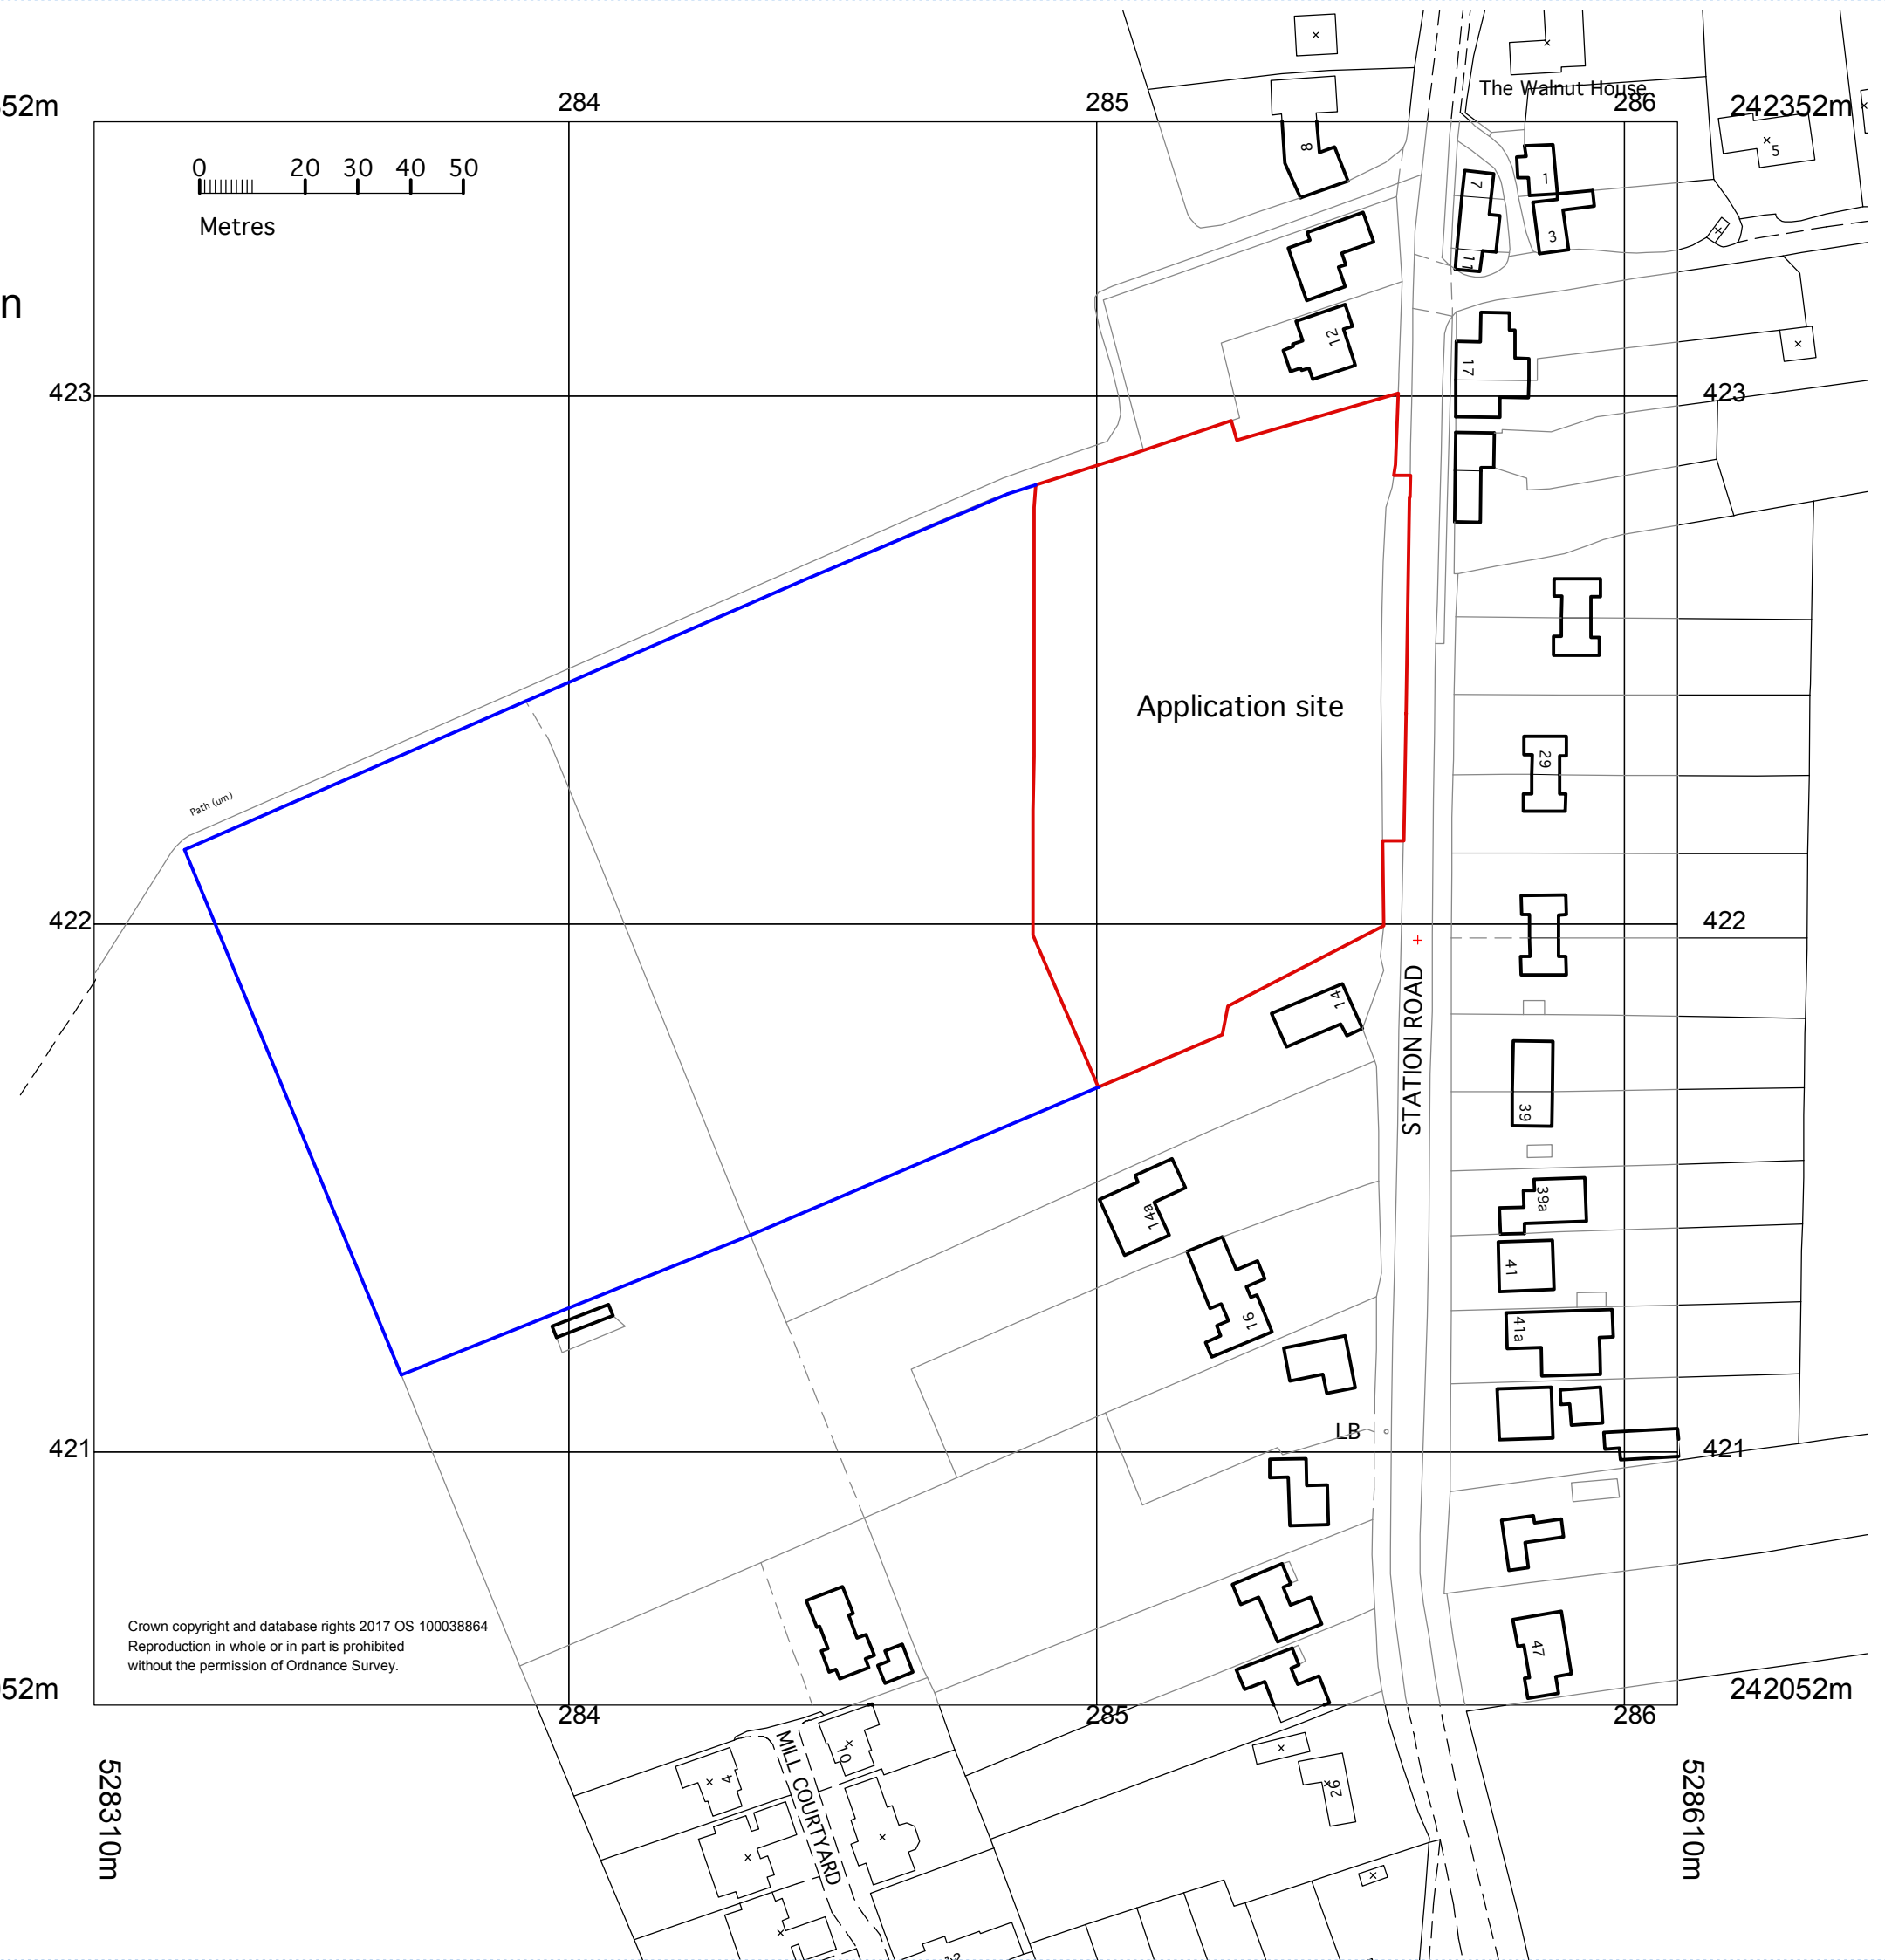 The Walnut House
52m
284
285
286
242352m
0 20 30 40 50
Metres
n
8
7
1
5
3
11
12
17
423
423
Application site
29
Path (um)
422
422
STATION ROAD
14
39
14a
39a
41
16
41a
LB
421
421
47
Crown copyright and database rights 2017 OS 100038864
Reproduction in whole or in part is prohibited
without the permission of Ordnance Survey.
52m
242052m
284
285
286
528310m
528610m
MILL COURTYARD
10
4
26